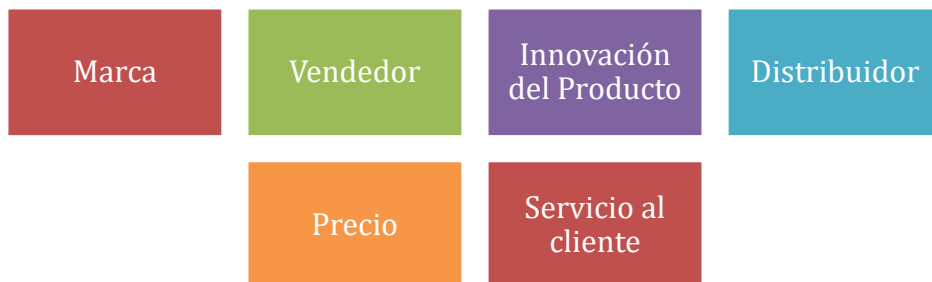 Marca
Vendedor
Innovación
del Producto
Distribuidor
Precio
Servicio al
cliente